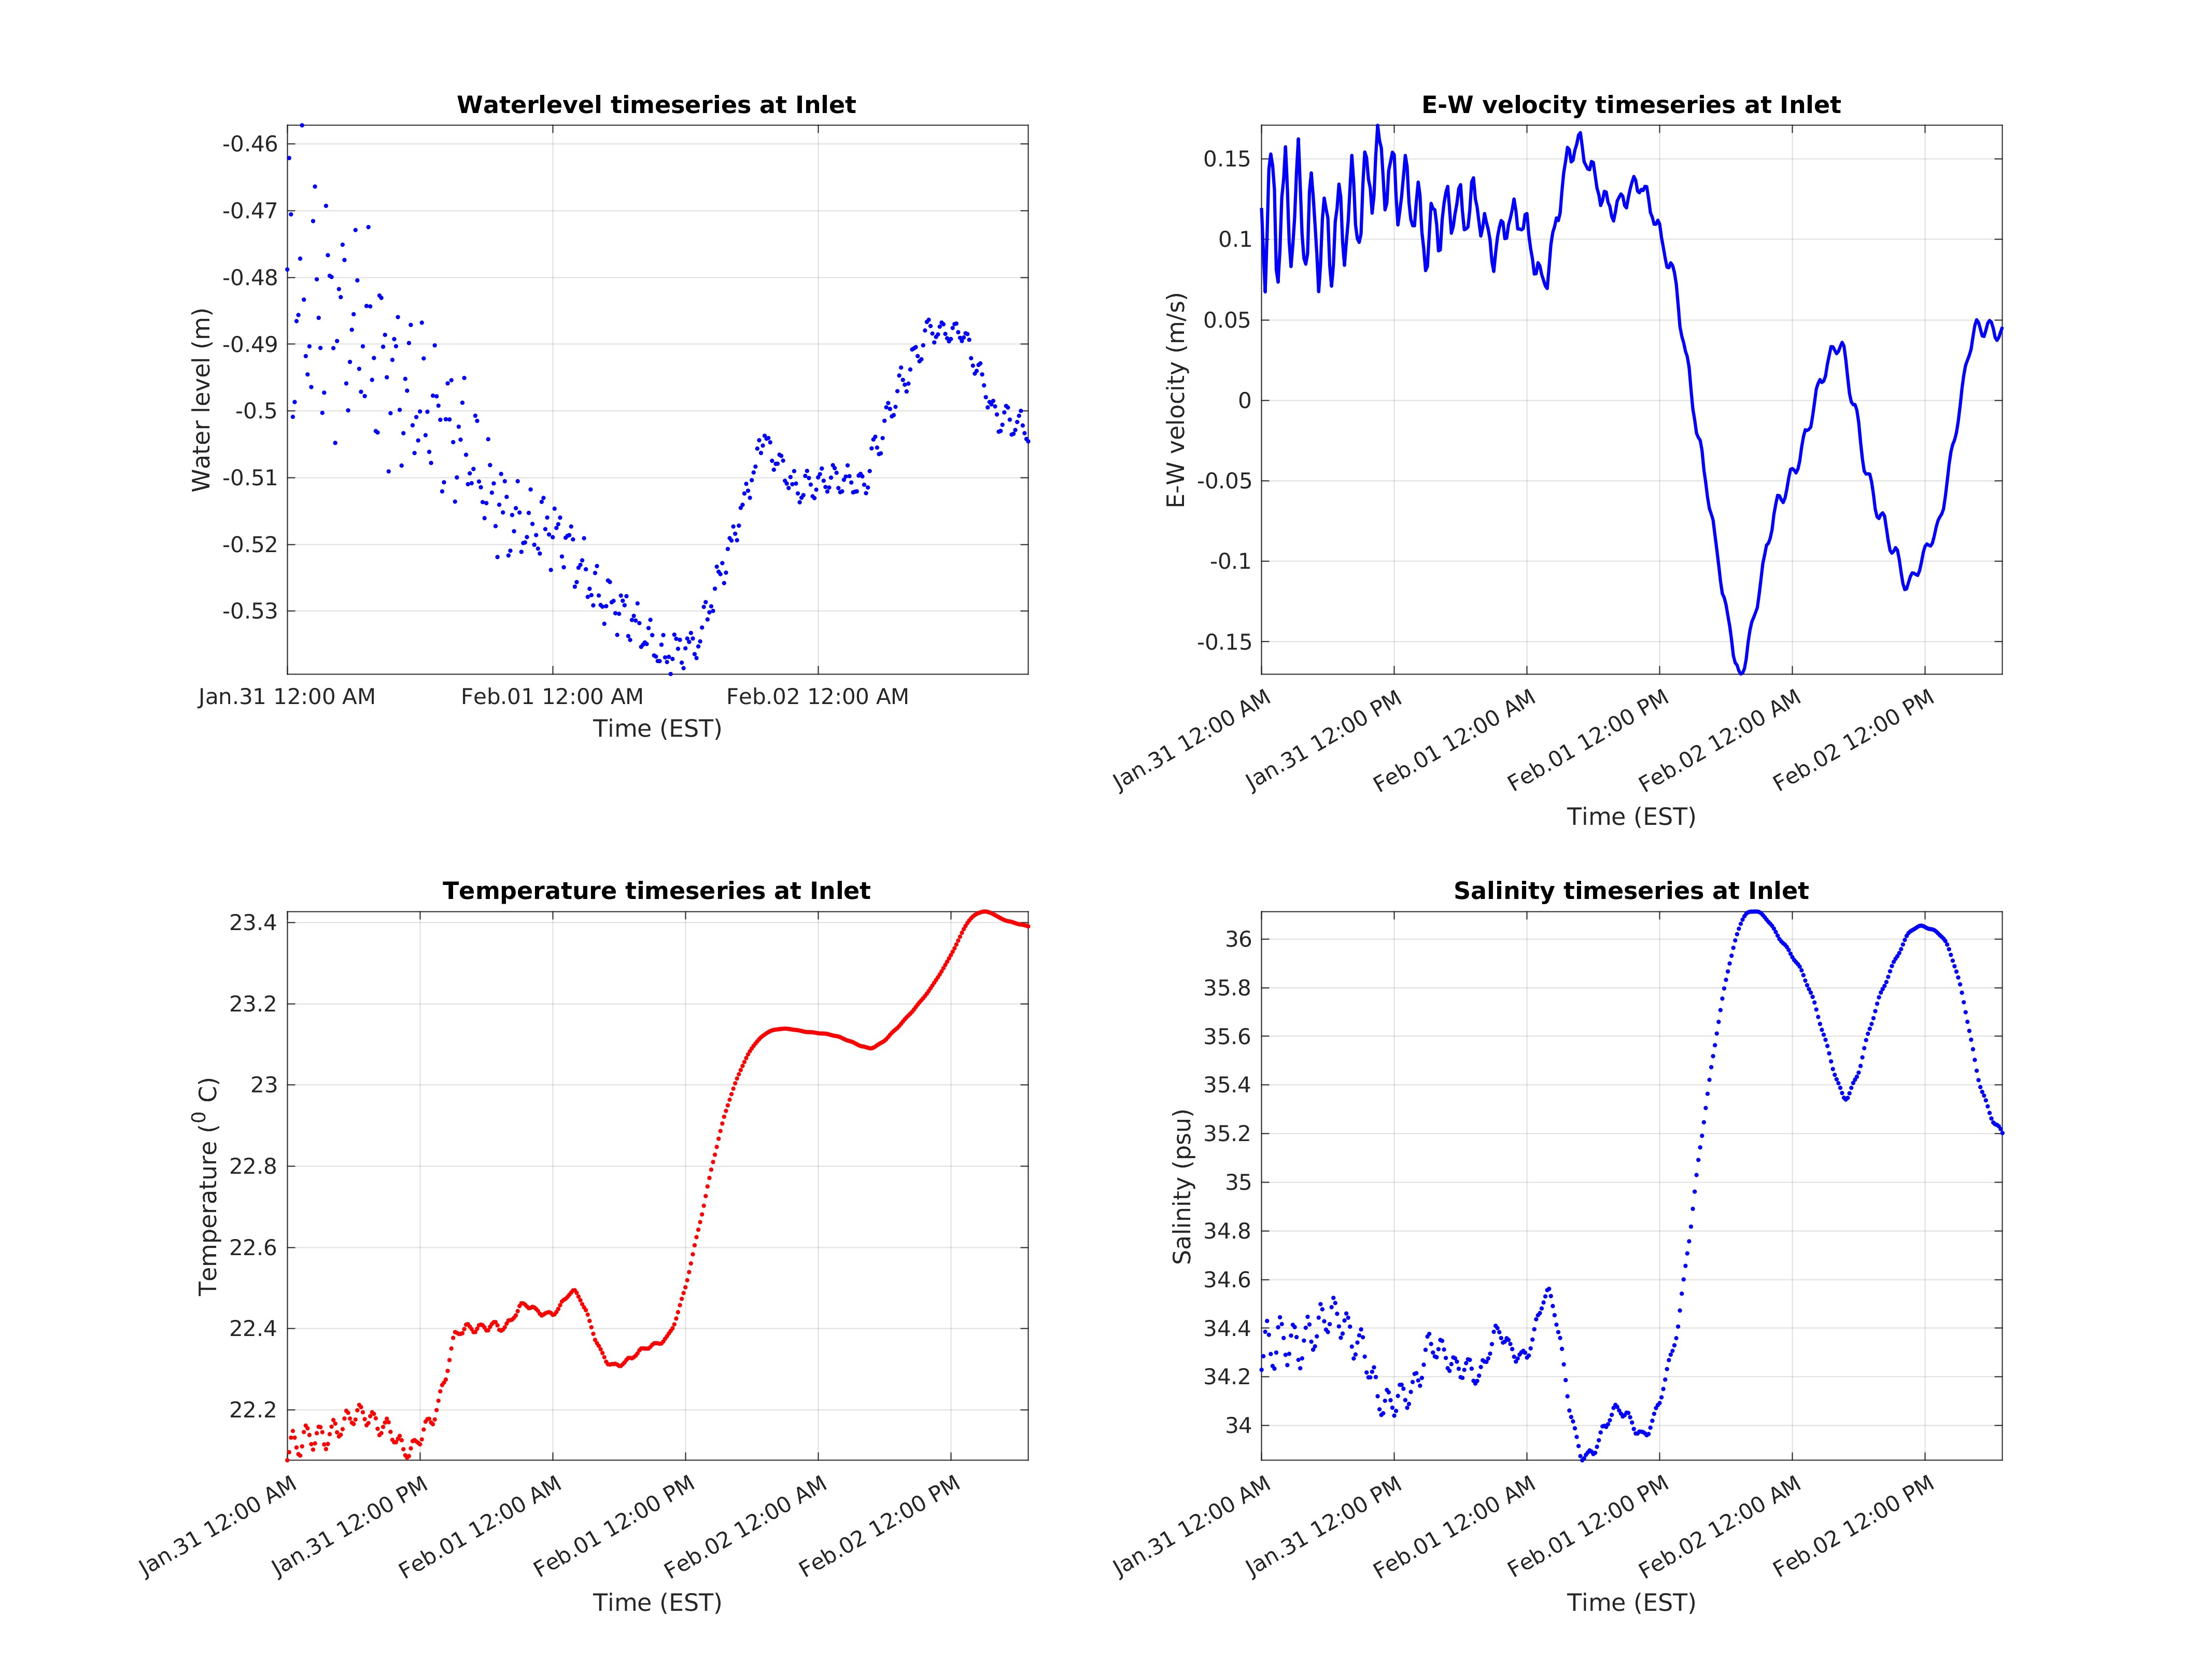 Waterlevel timeseries at Inlet
-0.46
-0.47
-0.48
-0.49
-0.5
-0.51
-0.52
-0.53
Water level (m)
Jan.31 12:00 AM
Feb.01 12:00 AM
Feb.02 12:00 AM
Time (EST)
E-W velocity timeseries at Inlet
0.15
0.1
0.05
0
-0.05
-0.1
-0.15
E-W velocity (m/s)
Jan.31 12:00 AM
Jan.31 12:00 PM
Feb.01 12:00 AM
Feb.01 12:00 PM
Feb.02 12:00 AM
Feb.02 12:00 PM
Time (EST)
Temperature timeseries at Inlet
23.4
23.2
23
22.8
22.6
22.4
22.2
Temperature (⁰ C)
Jan.31 12:00 AM
Jan.31 12:00 PM
Feb.01 12:00 AM
Feb.01 12:00 PM
Feb.02 12:00 AM
Feb.02 12:00 PM
Time (EST)
Salinity timeseries at Inlet
36
35.8
35.6
35.4
35.2
35
34.8
34.6
34.4
34.2
34
Salinity (psu)
Jan.31 12:00 AM
Jan.31 12:00 PM
Feb.01 12:00 AM
Feb.01 12:00 PM
Feb.02 12:00 AM
Feb.02 12:00 PM
Time (EST)